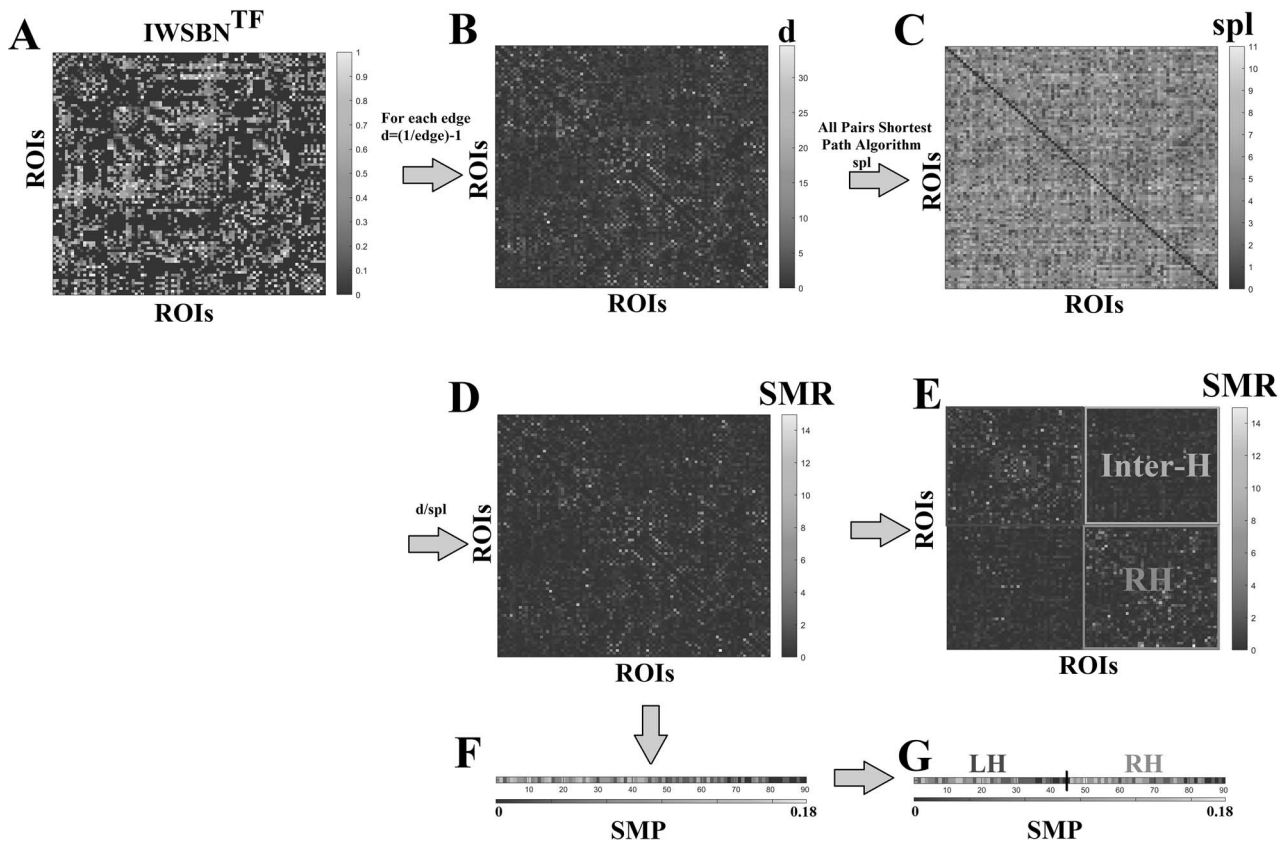 A
IWSBN^TF
ROIs
1
0.9
0.8
0.7
0.6
0.5
0.4
0.3
0.2
0.1
0
ROIs
For each edge
d=(1/edge)-1
B
d
ROIs
30
25
20
15
10
5
0
ROIs
All Pairs Shortest
Path Algorithm
spl
C
spl
ROIs
11
10
9
8
7
6
5
4
3
2
1
0
ROIs
d/spl
D
SMR
ROIs
14
12
10
8
6
4
2
0
ROIs
E
SMR
ROIs
LH
Inter-H
RH
14
12
10
8
6
4
2
0
ROIs
F
10 20 30 40 50 60 70 80 90
0 0.18
SMP
G
LH RH
10 20 30 40 50 60 70 80 90
0 0.18
SMP